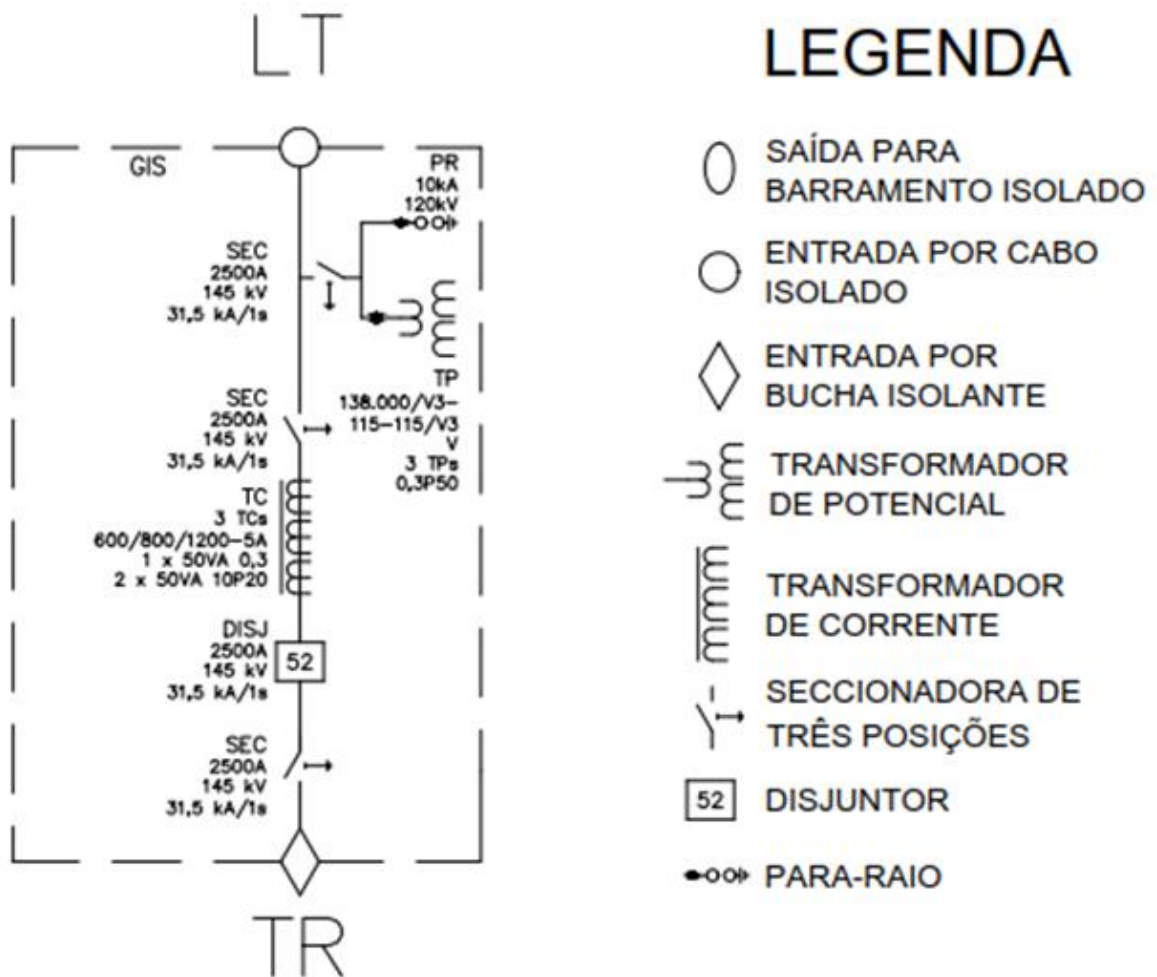 LT
GIS
PR
10kA
120kV
SEC
2500A
145 kV
31,5 kA/1s
TP
138.000/V3-
115-115/V3
V
3 TPs
0,3P50
SEC
2500A
145 kV
31,5 kA/1s
TC
3 TCs
600/800/1200-5A
1 x 50VA 0,3
2 x 50VA 10P20
DISJ
2500A
145 kV
31,5 kA/1s
52
SEC
2500A
145 kV
31,5 kA/1s
TR
LEGENDA
SAÍDA PARA
BARRAMENTO ISOLADO
ENTRADA POR CABO
ISOLADO
ENTRADA POR
BUCHA ISOLANTE
TRANSFORMADOR
DE POTENCIAL
TRANSFORMADOR
DE CORRENTE
SECCIONADORA DE
TRÊS POSIÇÕES
52 DISJUNTOR
PARA-RAIO